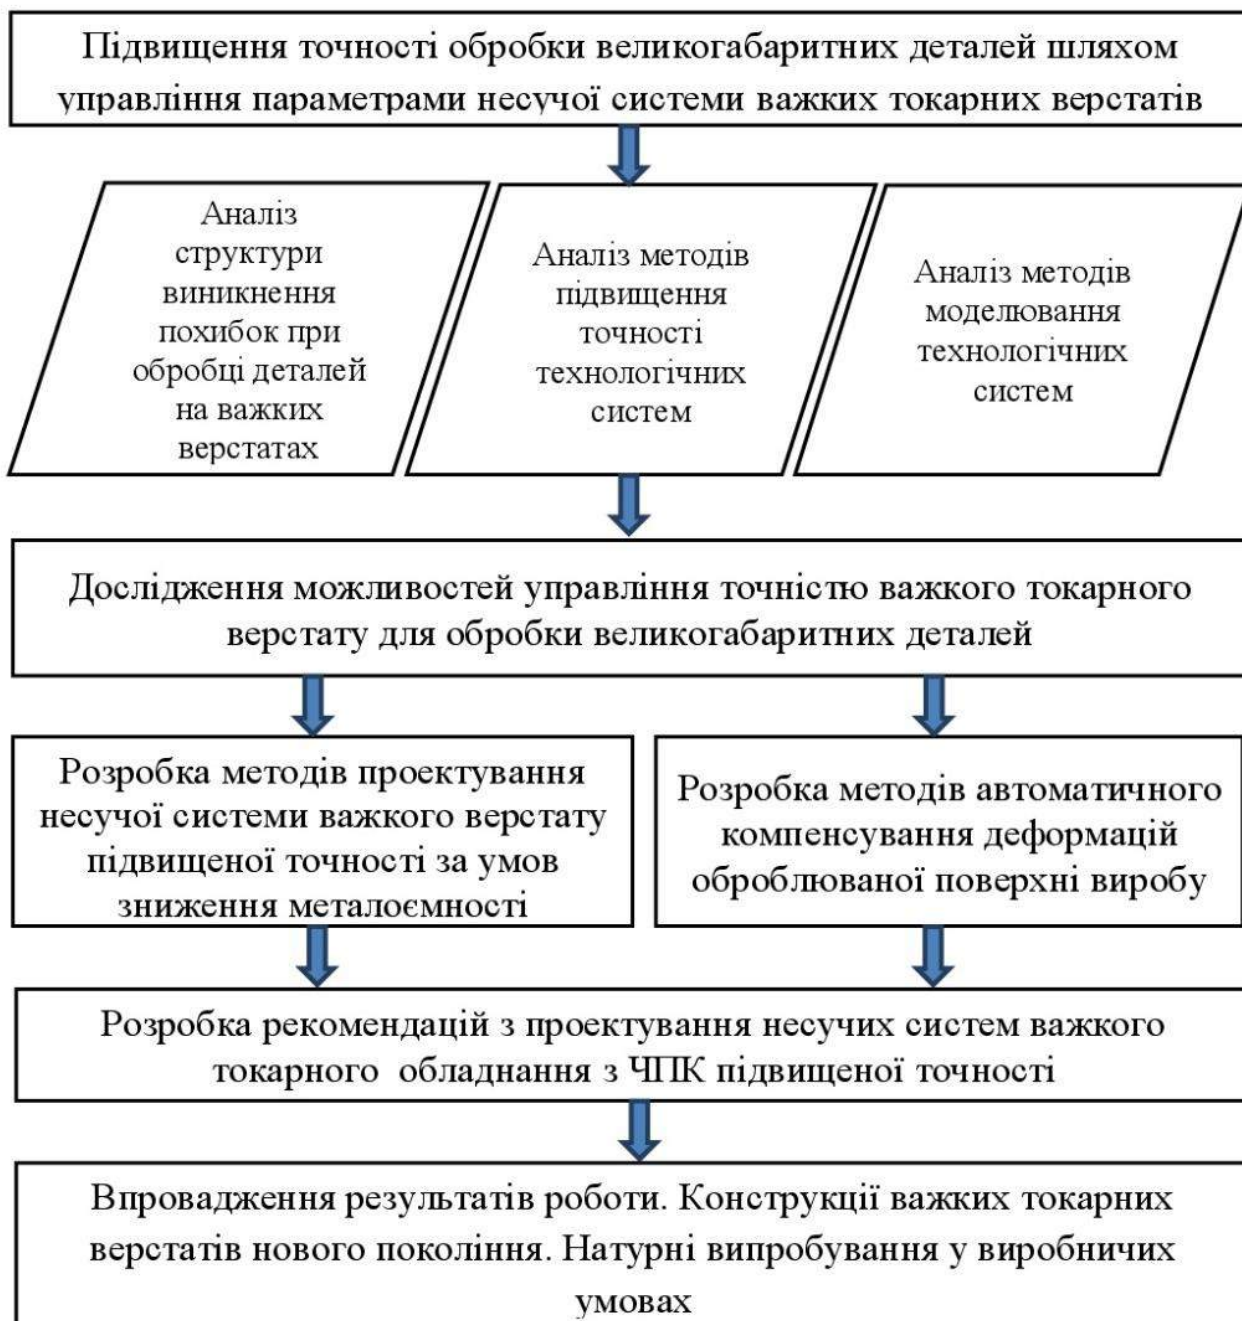 Підвищення точності обробки великогабаритних деталей шляхом
управління параметрами несучої системи важких токарних верстатів
Аналіз
структури
виникнення
похибок при
обробці деталей
на важких
верстатах
Аналіз методів
підвищення
точності
технологічних
систем
Аналіз методів
моделювання
технологічних
систем
Дослідження можливостей управління точністю важкого токарного
верстату для обробки великогабаритних деталей
Розробка методів проектування
несучої системи важкого верстату
підвищеної точності за умов
зниження металоємності
Розробка методів автоматичного
компенсування деформацій
оброблюваної поверхні виробу
Розробка рекомендацій з проектування несучих систем важкого
токарного обладнання з ЧПК підвищеної точності
Впровадження результатів роботи. Конструкції важких токарних
верстатів нового покоління. Натурні випробування у виробничих
умовах